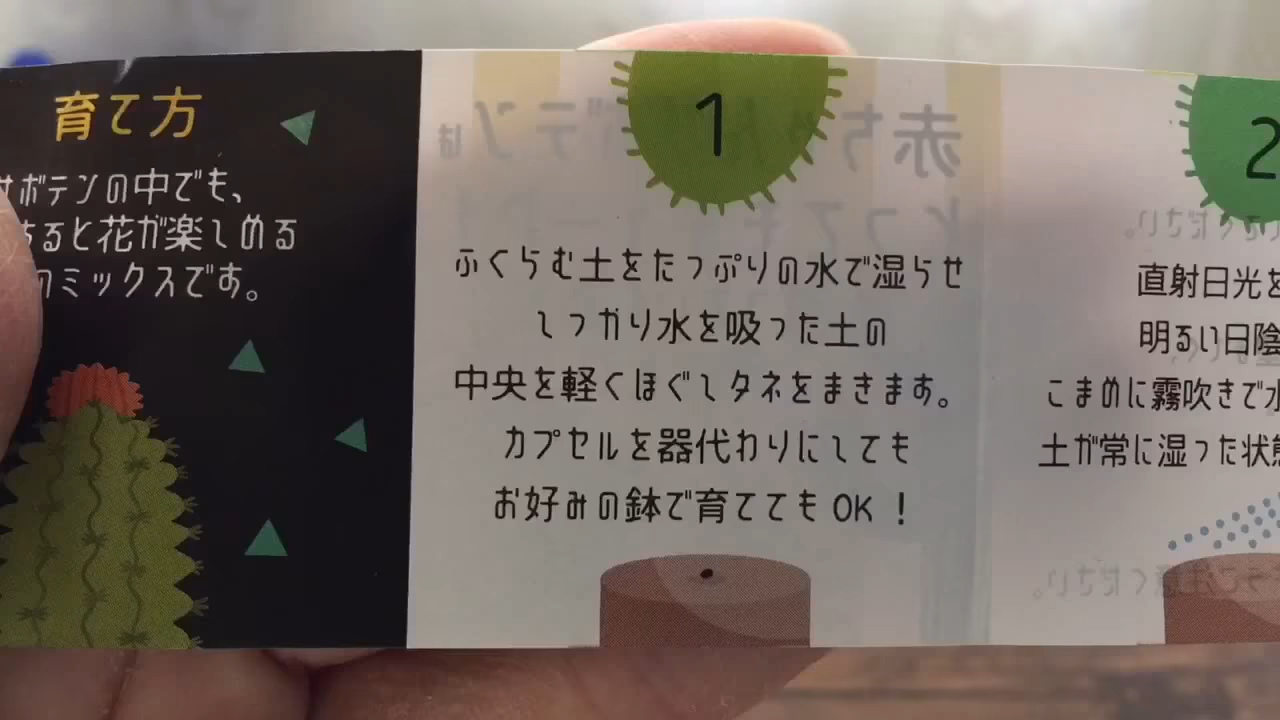 育て方
サボテンの中でも、
ちると花が楽しめる
のミックスです。
1
ふくらむ土をたっぷりの水で湿らせ
しっかり水を吸った土の
中央を軽くほぐしタネをまきます。
カプセルを器代わりにしても
お好みの鉢で育ててもOK！
2
直射日光を
明るい日陰
こまめに霧吹きで水
土が常に湿った状態